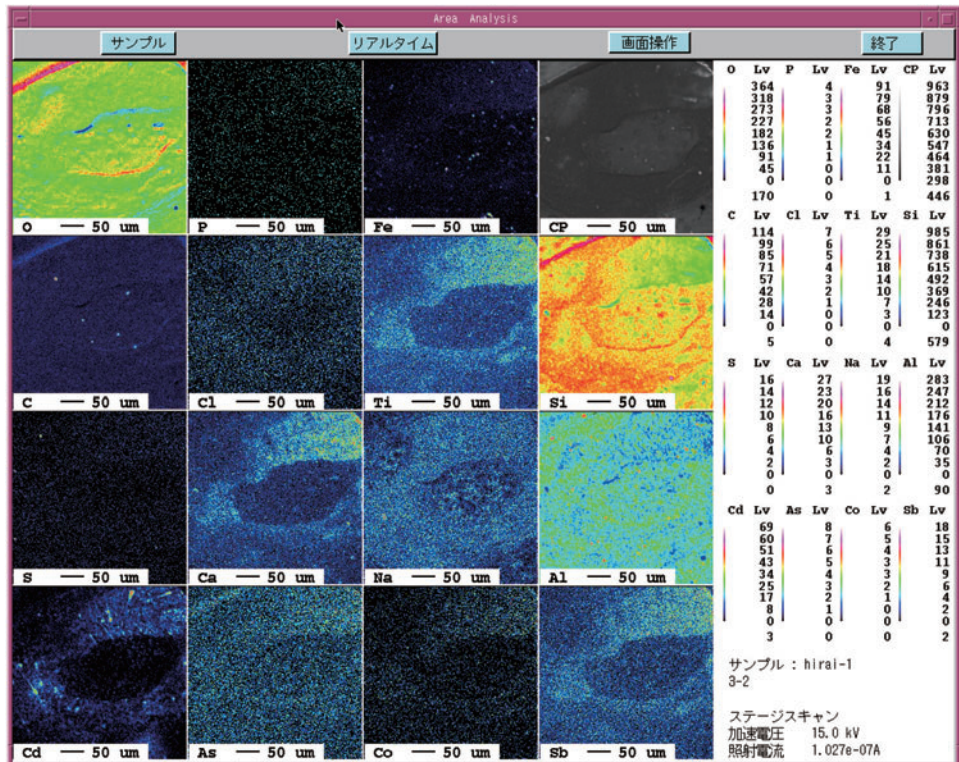 Area Analysis
サンプル リアルタイム 画面操作 終了
O 50 um P 50 um Fe 50 um CP 50 um
C 50 um Cl 50 um Ti 50 um Si 50 um
S 50 um Ca 50 um Na 50 um Al 50 um
Cd 50 um As 50 um Co 50 um Sb 50 um
O Lv P Lv Fe Lv CP Lv
364 4 91 963
318 3 79 879
273 3 68 796
227 2 56 713
182 2 45 630
136 1 34 547
91 1 22 464
45 0 11 381
0 0 0 298
170 0 1 446
C Lv Cl Lv Ti Lv Si Lv
114 7 29 985
99 6 25 861
85 5 21 738
71 4 18 615
57 3 14 492
42 2 10 369
28 1 7 246
14 0 3 123
0 0 0 0
5 0 4 579
S Lv Ca Lv Na Lv Al Lv
16 27 19 283
14 23 16 247
12 20 14 212
10 16 11 176
8 13 9 141
6 10 7 106
4 6 4 70
2 3 2 35
0 0 0 0
0 3 2 90
Cd Lv As Lv Co Lv Sb Lv
69 8 6 18
60 7 5 15
51 6 4 13
43 5 3 11
34 4 3 9
25 3 2 6
17 2 1 4
8 1 0 2
0 0 0 0
3 0 0 2
サンプル : hirai-1
3-2
ステージスキャン
加速電圧 15.0 kV
照射電流 1.027e-07A